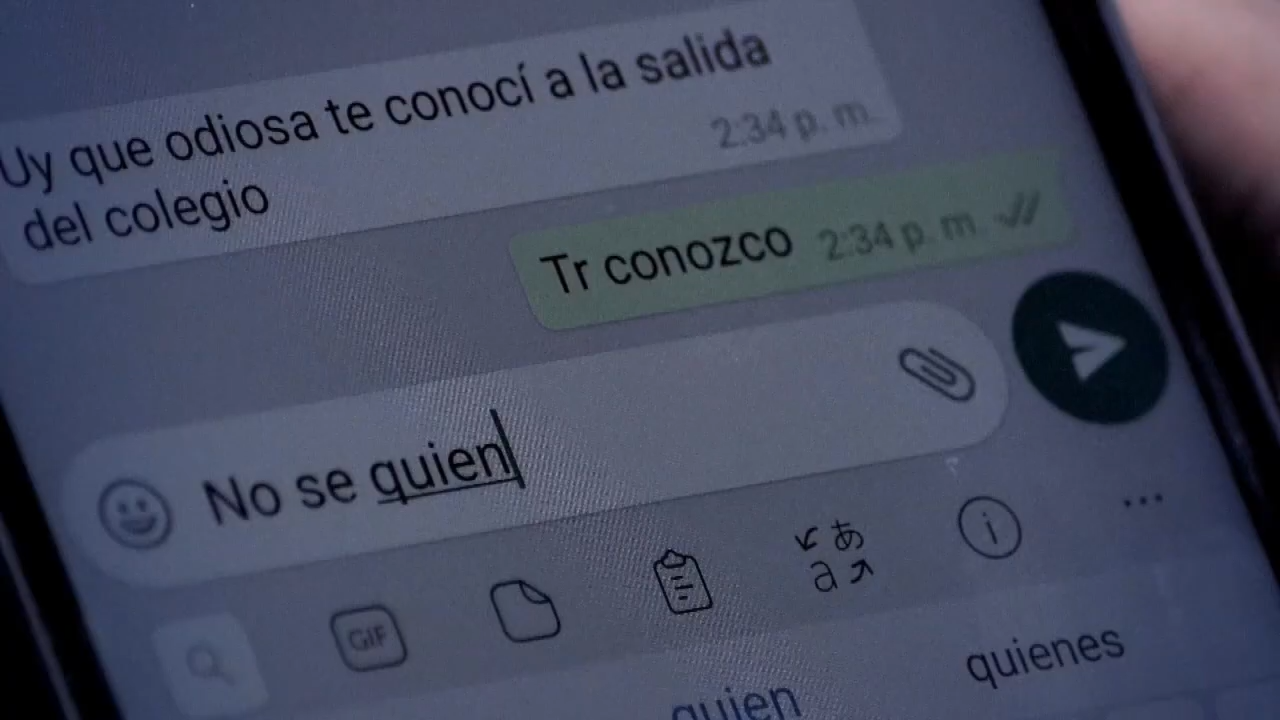 Uy que odiosa te conocí a la salida
del colegio
2:34 p. m.
Tr conozco 2:34 p. m.
No se quien
GIF
あ
a
quien
quienes